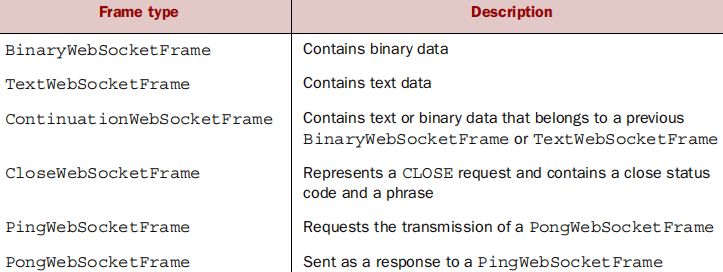 Frame type Description
BinaryWebSocketFrame Contains binary data
TextWebSocketFrame Contains text data
ContinuationWebSocketFrame Contains text or binary data that belongs to a previous
BinaryWebSocketFrame or TextWebSocketFrame
CloseWebSocketFrame Represents a CLOSE request and contains a close status
code and a phrase
PingWebSocketFrame Requests the transmission of a PongWebSocketFrame
PongWebSocketFrame Sent as a response to a PingWebSocketFrame